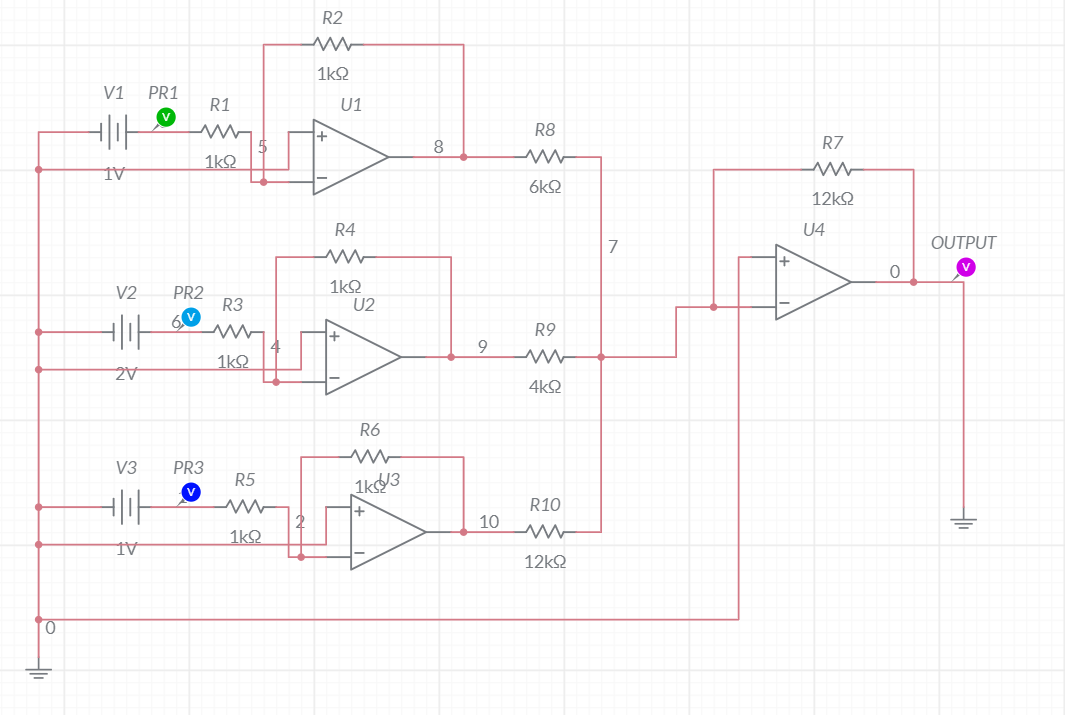 R2
1kΩ
V1 PR1 R1 U1
V
+
5
1kΩ
1V
−
8
R8
6kΩ
R7
12kΩ
U4
OUTPUT
V
+
0
−
7
R4
1kΩ
V2 PR2 R3 U2
6 V
+
4
1kΩ
2V
−
9
R9
4kΩ
R6
1kΩ
V3 PR3 R5 U3
V
+
2
1kΩ
1V
−
10
R10
12kΩ
0